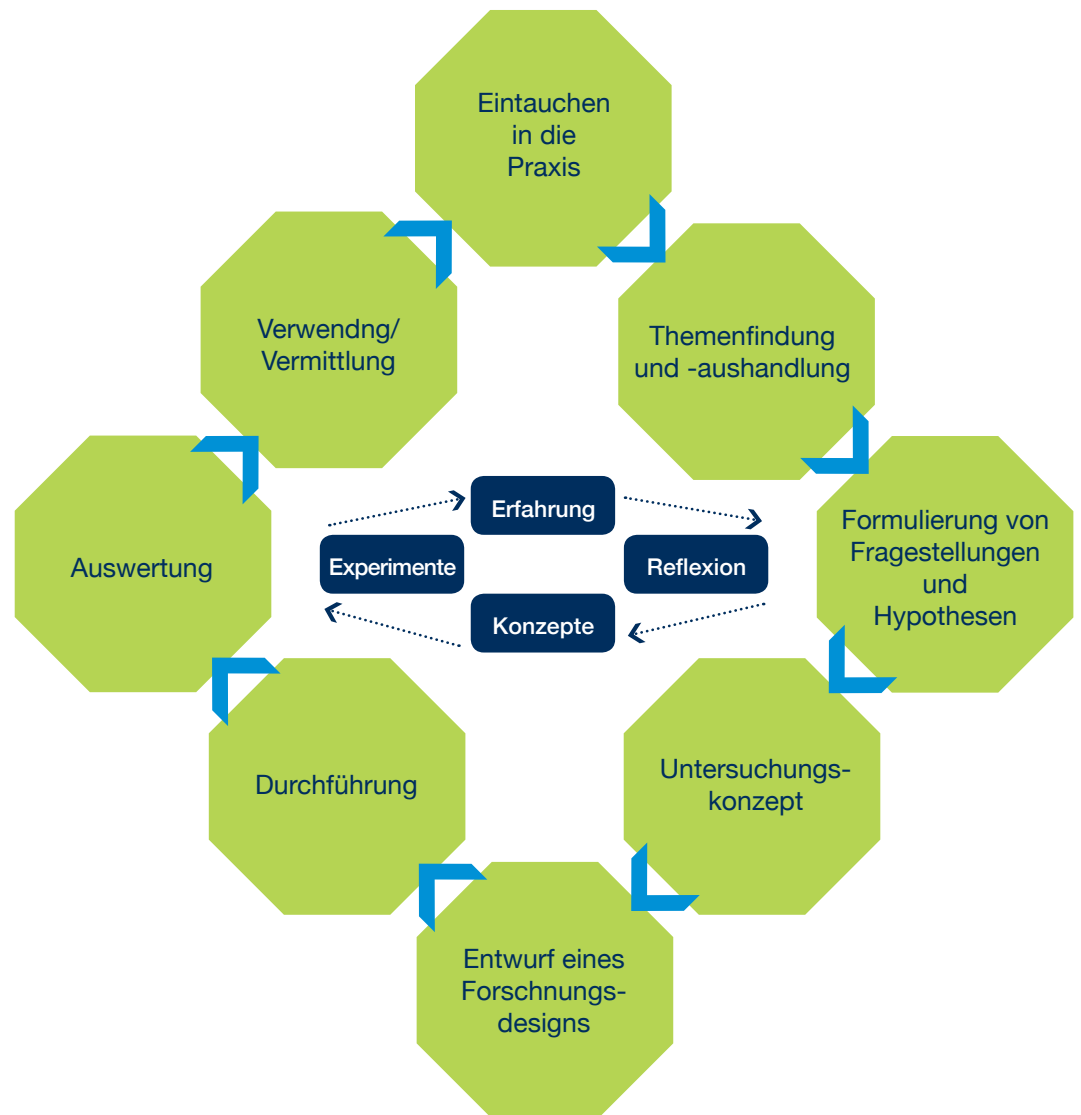 Eintauchen
in die
Praxis
Themenfindung
und -aushandlung
Formulierung von
Fragestellungen
und
Hypothesen
Untersuchungs-
konzept
Entwurf eines
Forschnungs-
designs
Durchführung
Auswertung
Verwendng/
Vermittlung
Erfahrung
Reflexion
Konzepte
Experimente